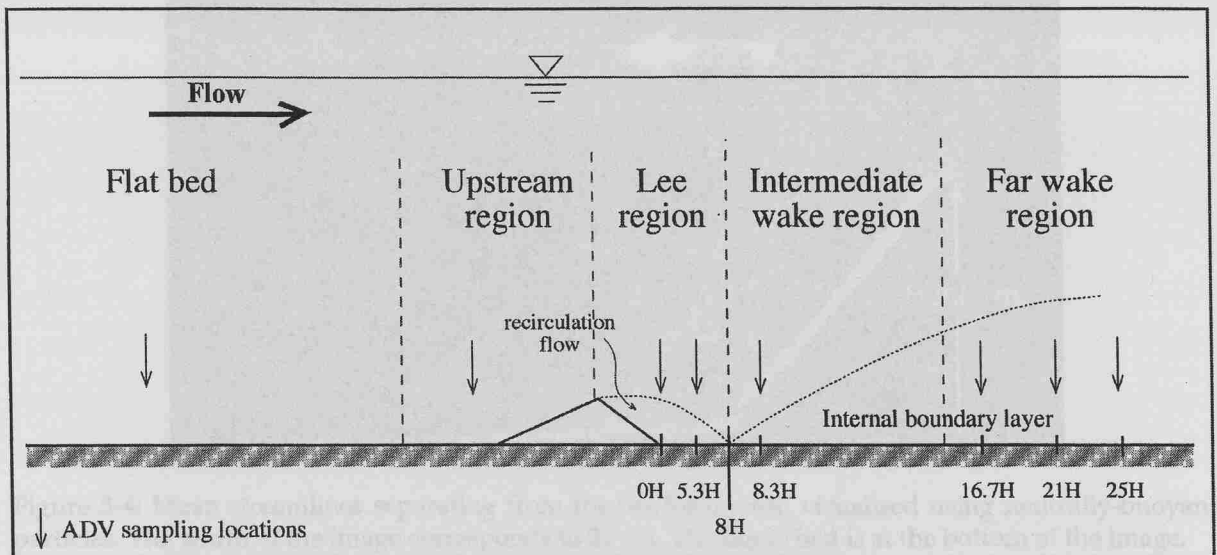 Flow
Flat bed
Upstream
region
Lee
region
Intermediate
wake region
Far wake
region
recirculation
flow
Internal boundary layer
0H 5.3H 8.3H 16.7H 21H 25H
8H
ADV sampling locations